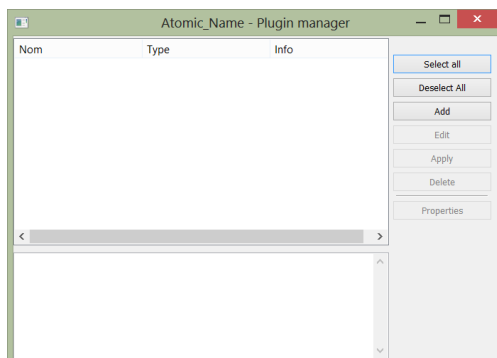 Atomic_Name - Plugin manager
Nom Type Info
Select all
Deselect All
Add
Edit
Apply
Delete
Properties